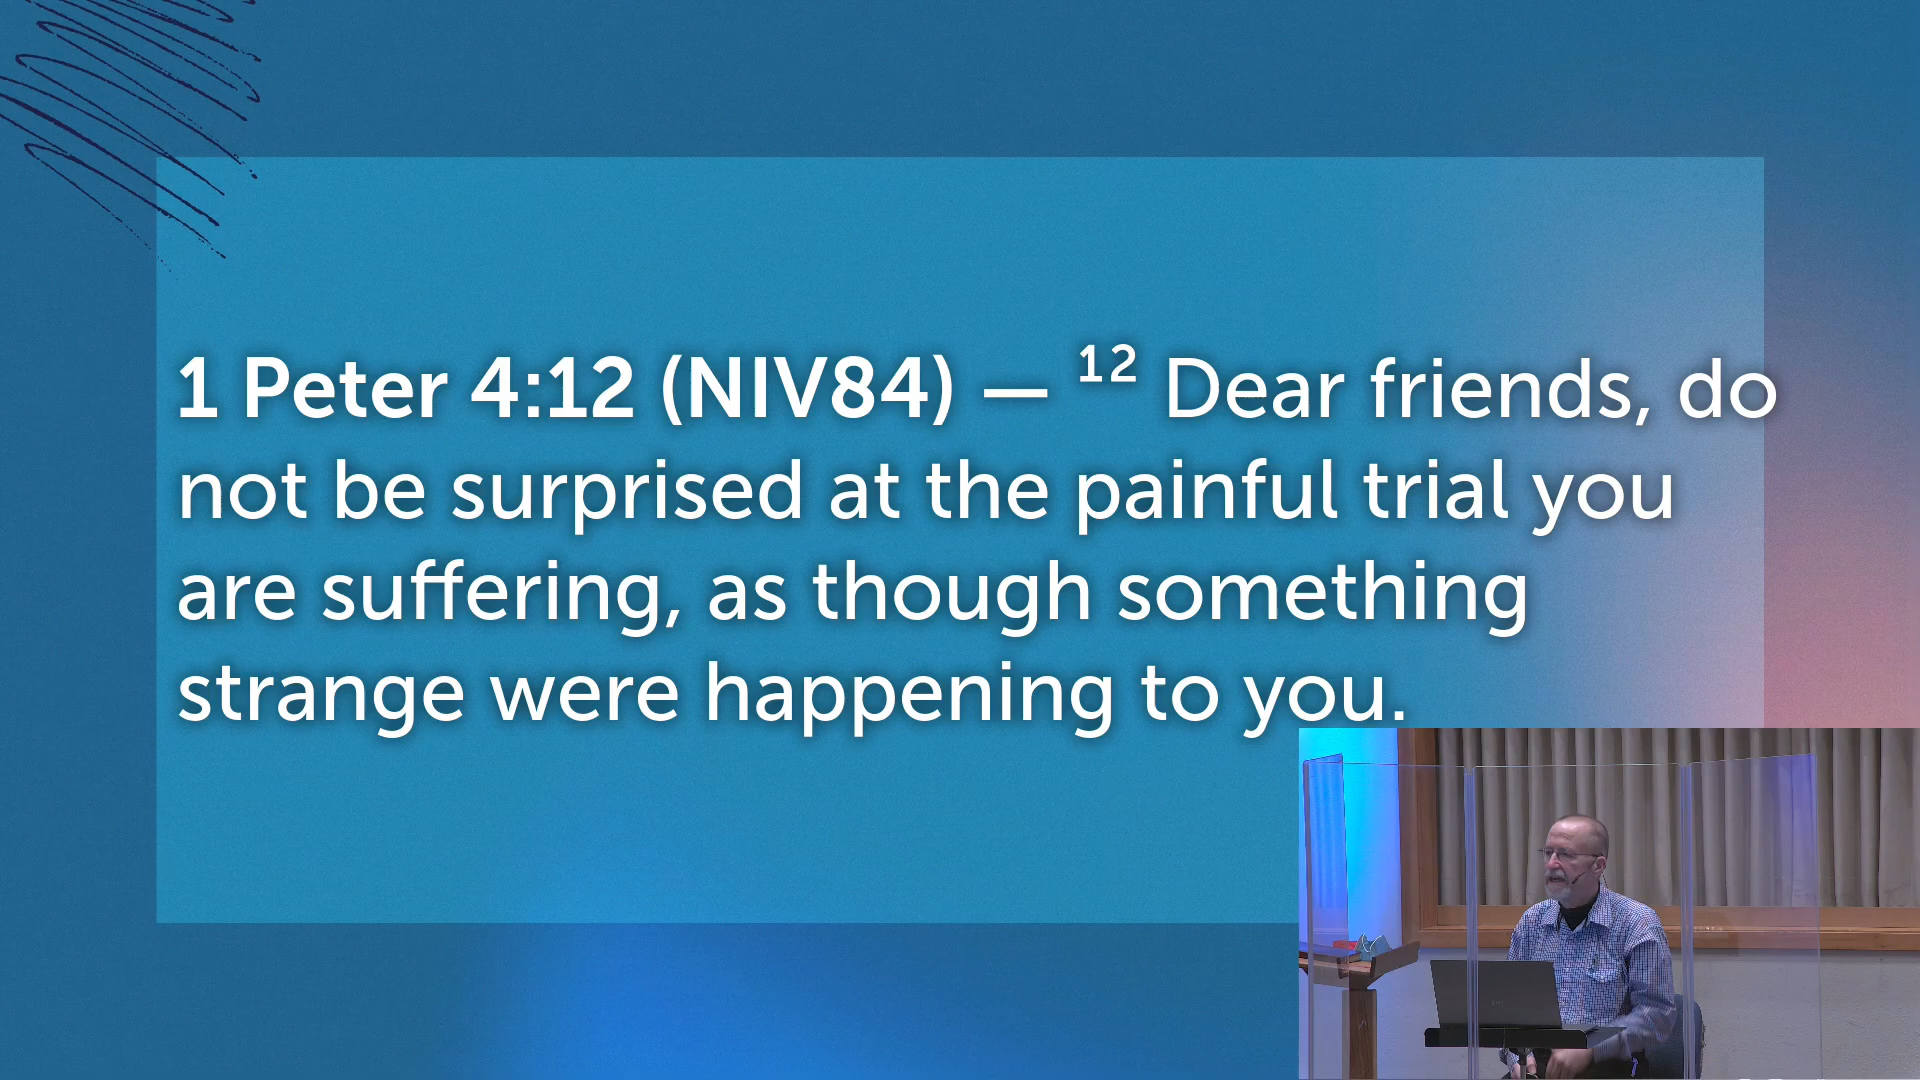 1 Peter 4:12 (NIV84) — 12 Dear friends, do
not be surprised at the painful trial you
are suffering, as though something
strange were happening to you.